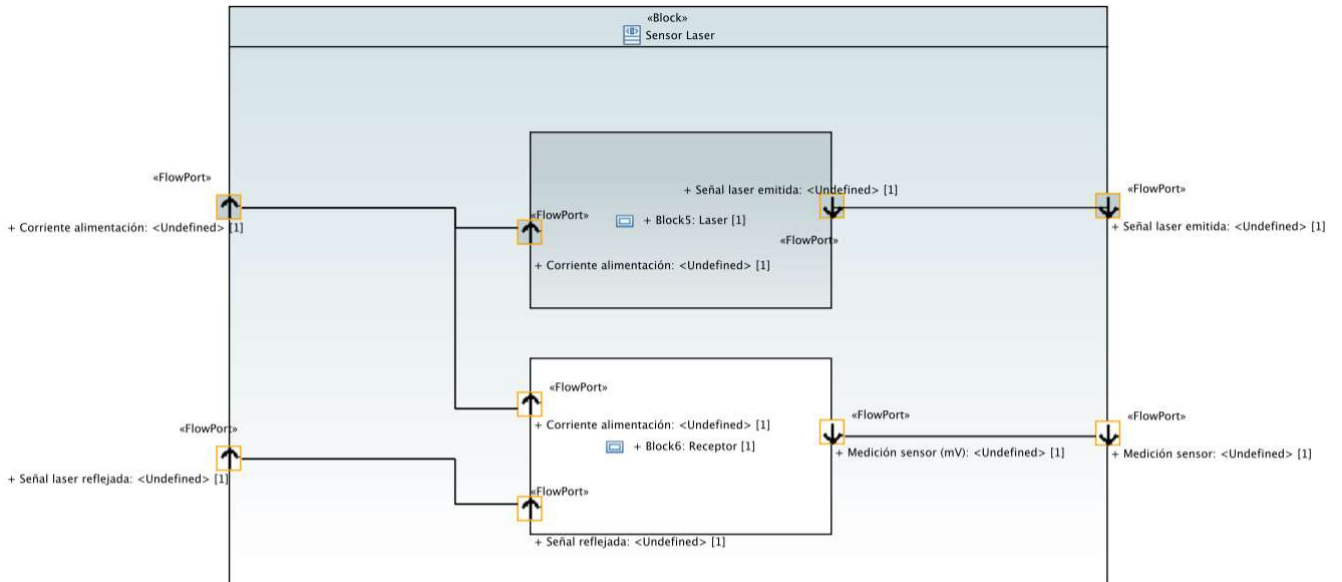 «Block»
Sensor Laser
«FlowPort»
+ Corriente alimentación: <Undefined> [1]
«FlowPort»
+ Señal laser reflejada: <Undefined> [1]
+ Señal laser emitida: <Undefined> [1]
«FlowPort»
+ Block5: Laser [1]
«FlowPort»
+ Corriente alimentación: <Undefined> [1]
«FlowPort»
+ Señal laser emitida: <Undefined> [1]
«FlowPort»
+ Corriente alimentación: <Undefined> [1]
+ Block6: Receptor [1]
«FlowPort»
+ Señal reflejada: <Undefined> [1]
«FlowPort»
+ Medición sensor (mV): <Undefined> [1]
«FlowPort»
+ Medición sensor: <Undefined> [1]